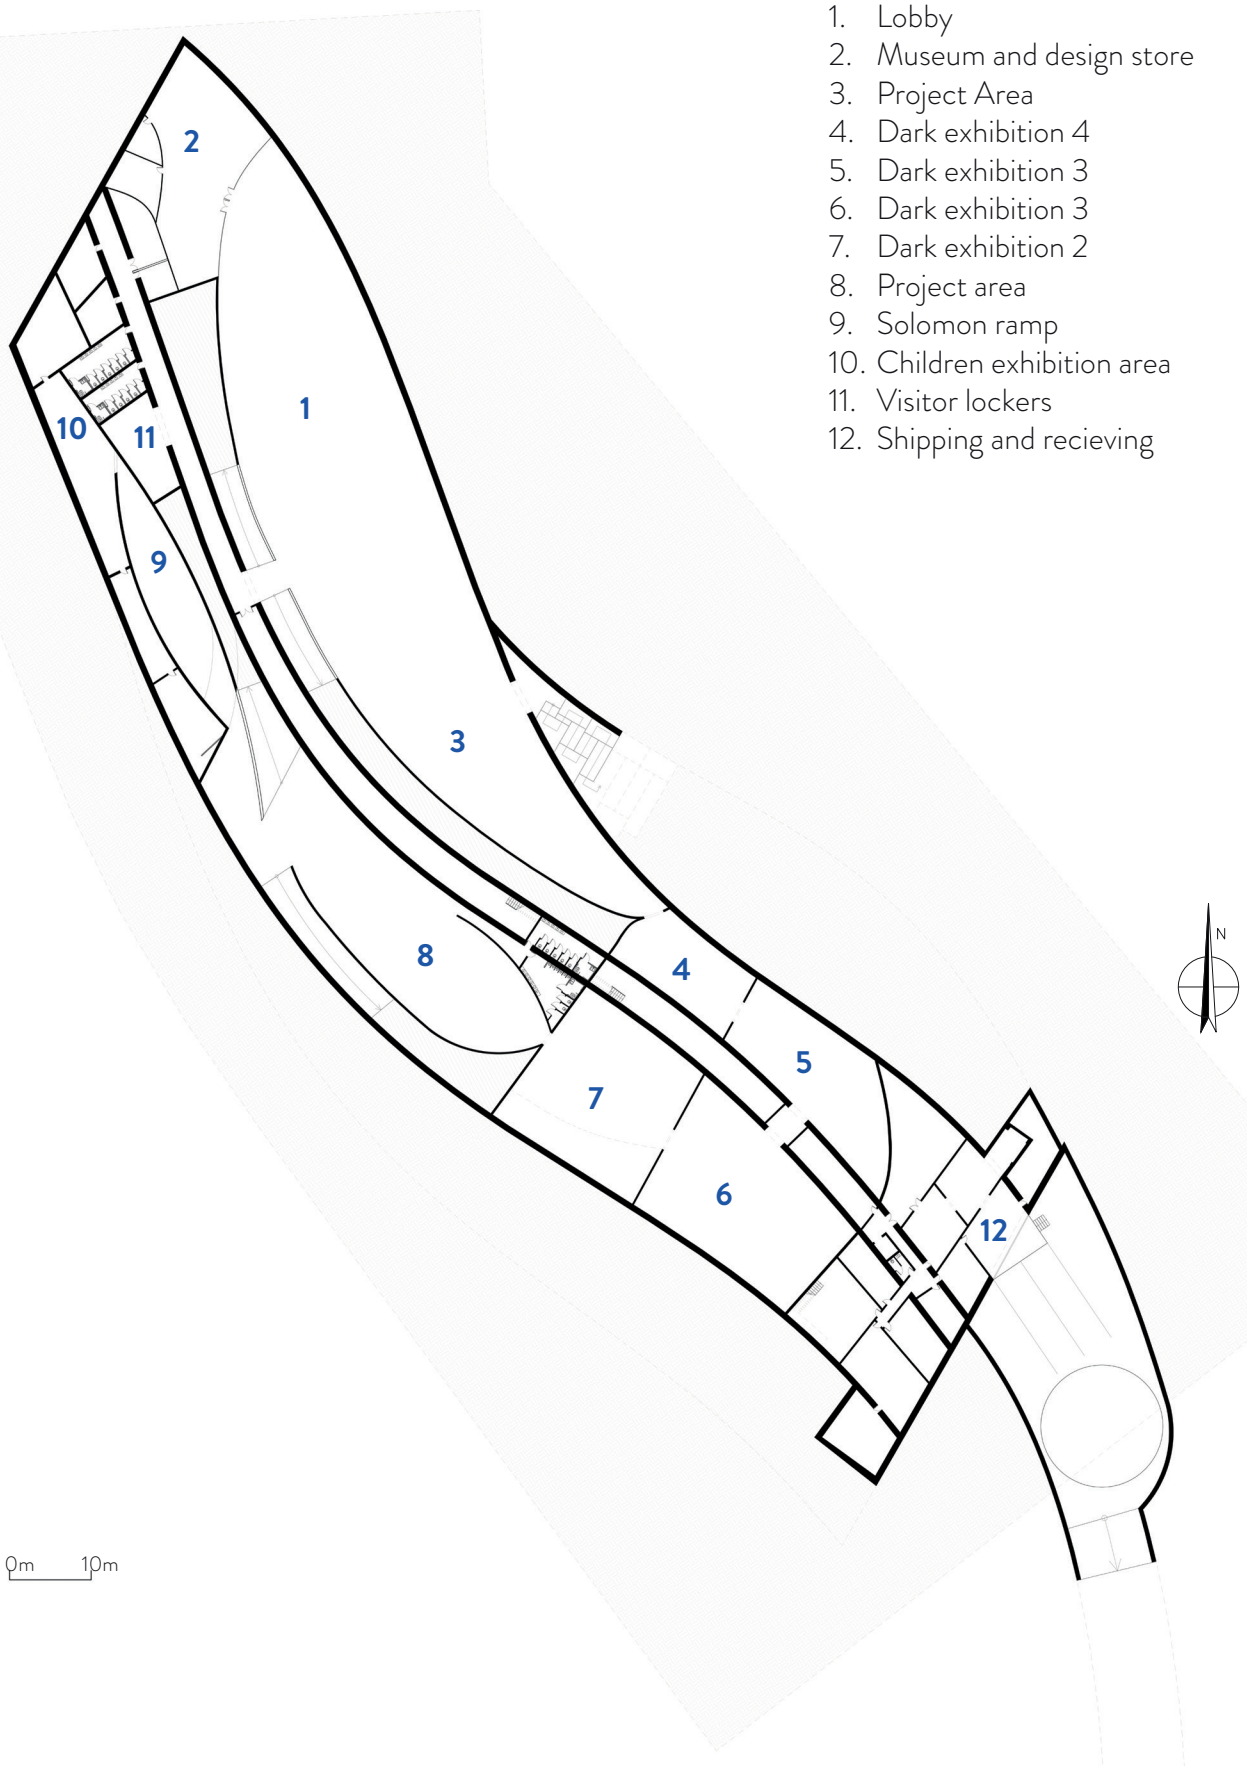 1. Lobby
2. Museum and design store
3. Project Area
4. Dark exhibition 4
5. Dark exhibition 3
6. Dark exhibition 3
7. Dark exhibition 2
8. Project area
9. Solomon ramp
10. Children exhibition area
11. Visitor lockers
12. Shipping and recieving
2
1
10
11
9
3
8
4
N
5
7
6
12
0m 10m